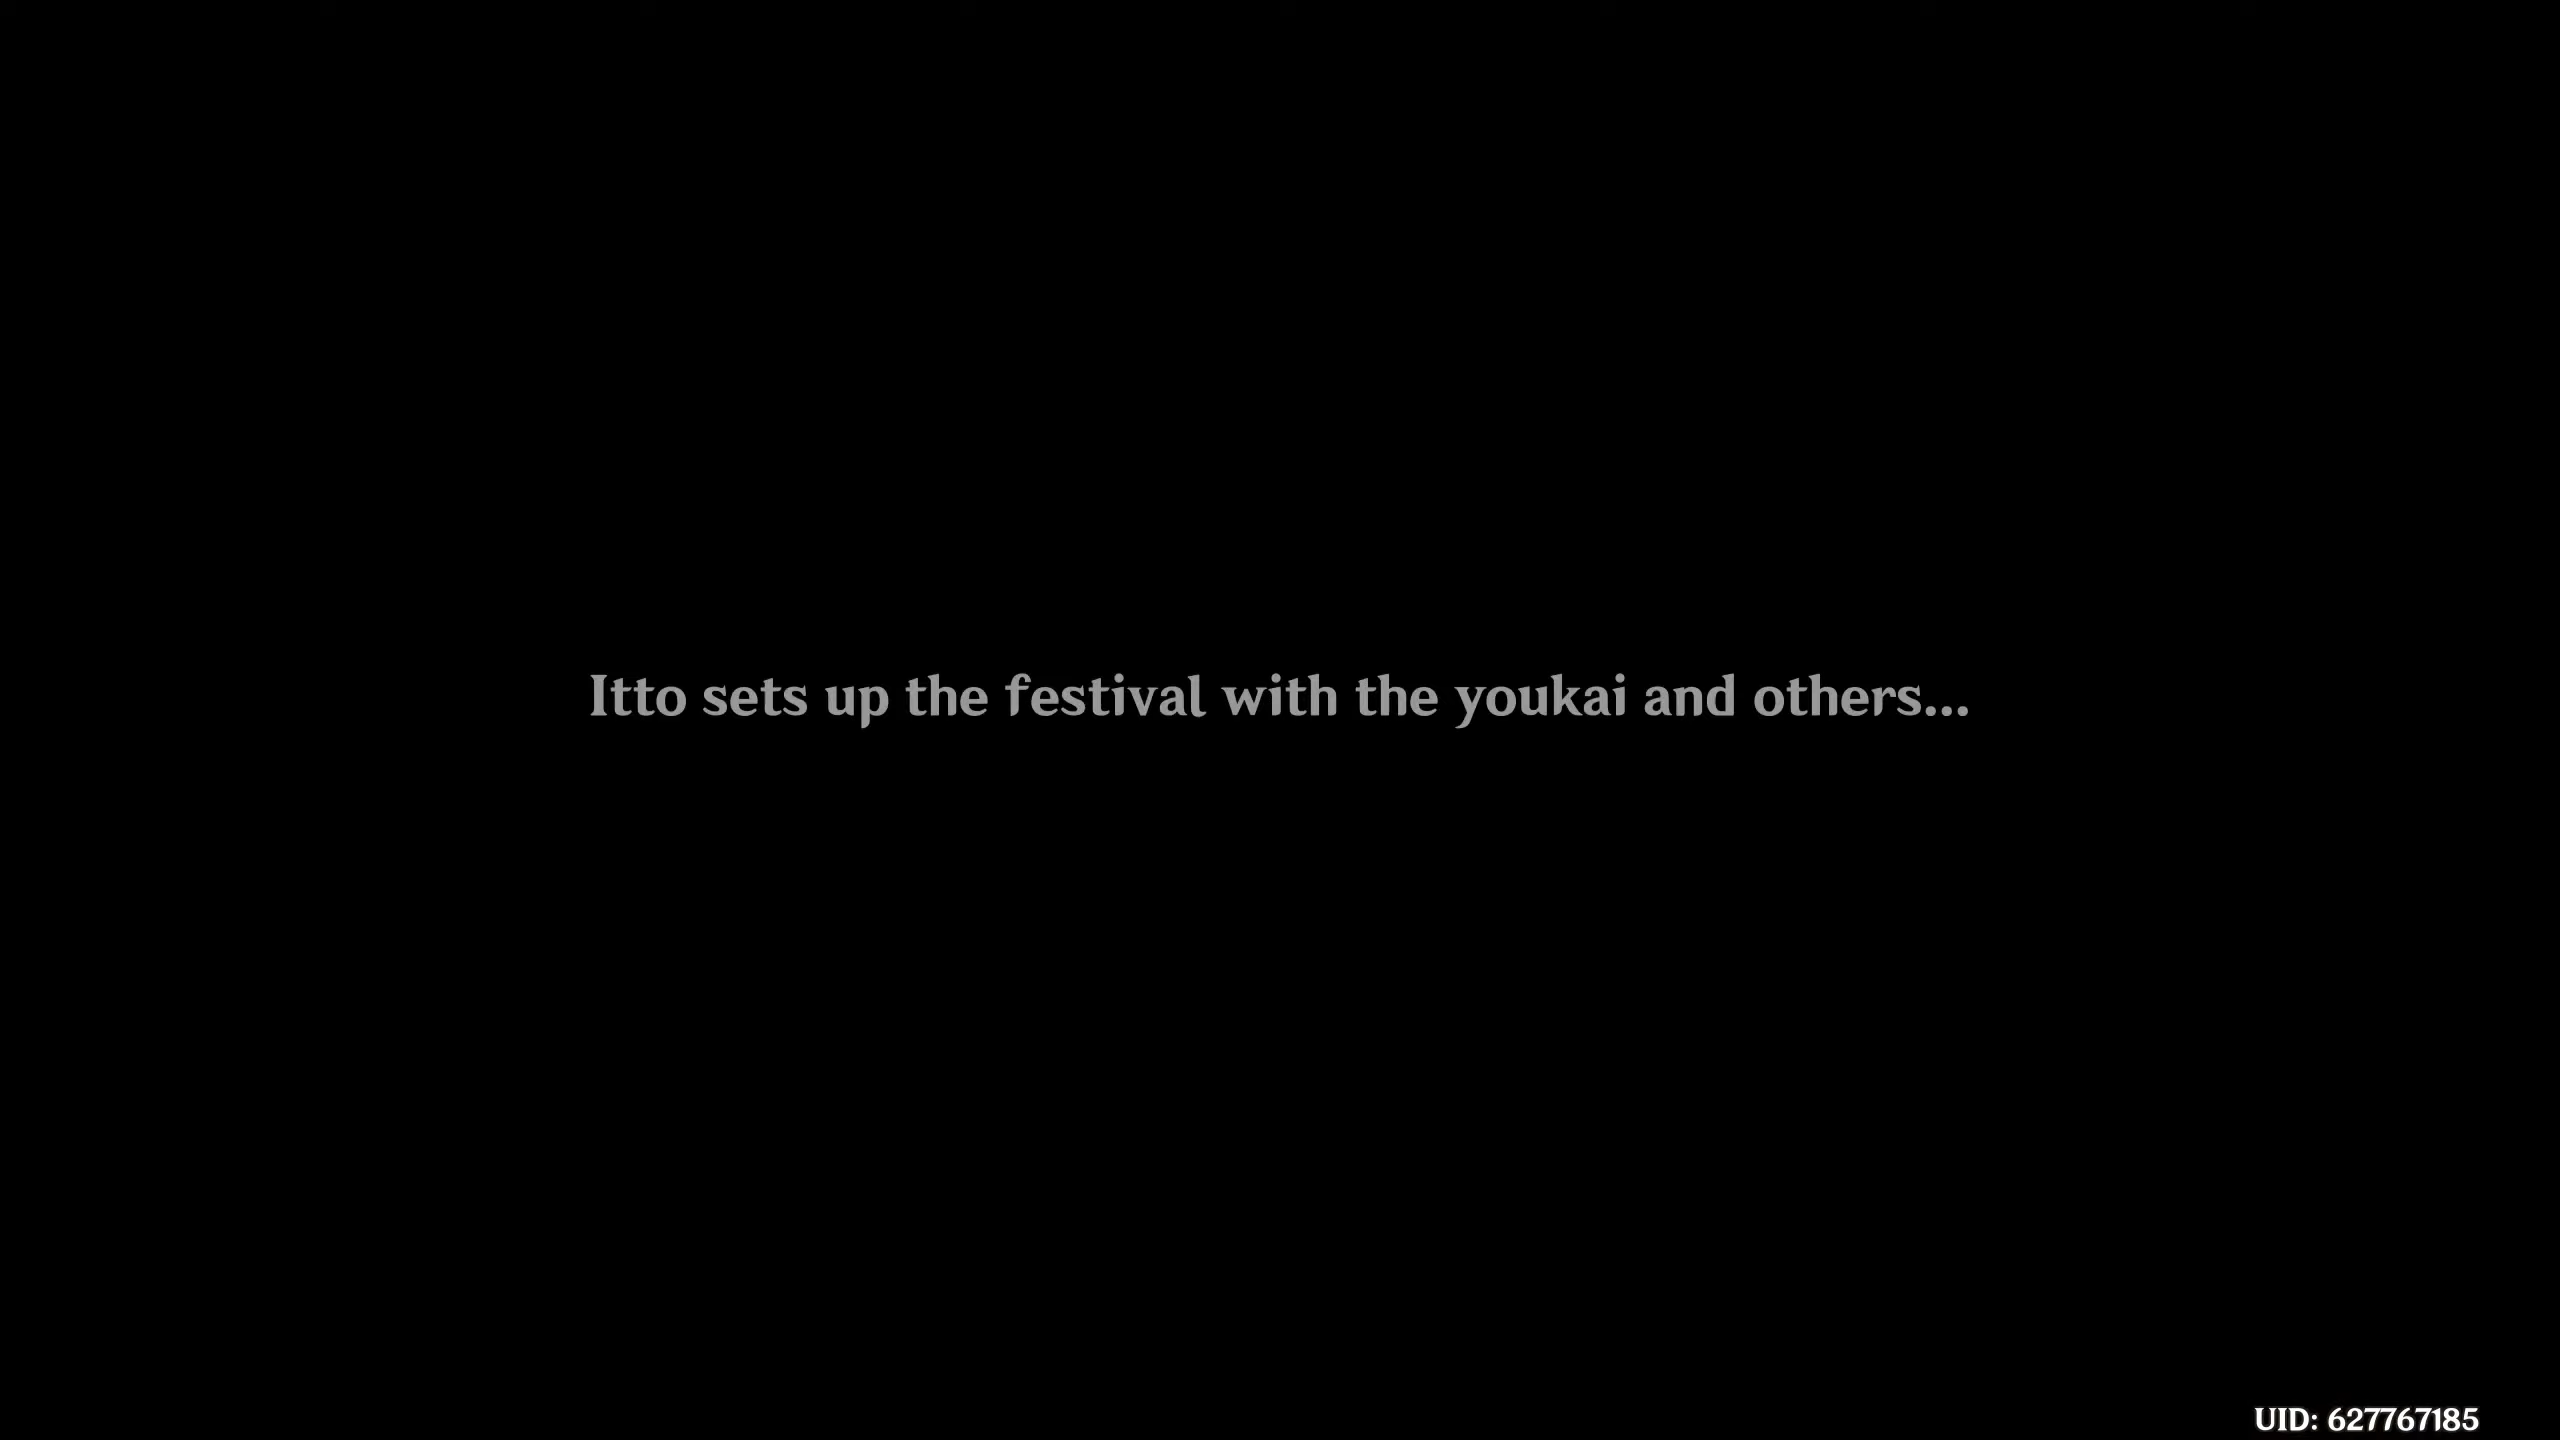 Itto sets up the festival with the youkai and others...
UID: 627767185